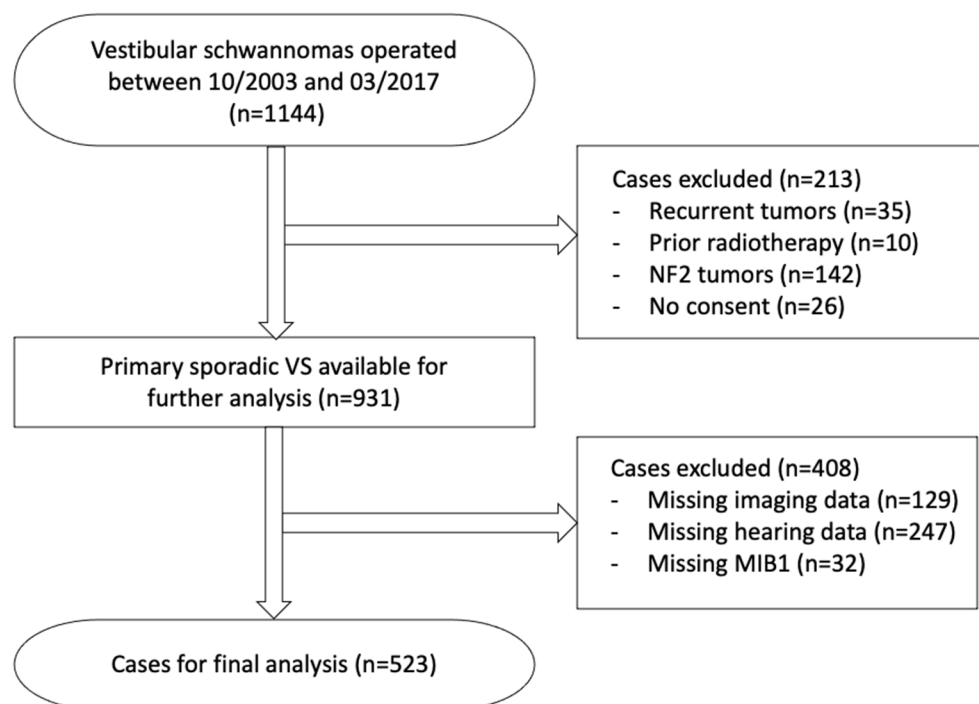 Vestibular schwannomas operated
between 10/2003 and 03/2017
(n=1144)
Cases excluded (n=213)
- Recurrent tumors (n=35)
- Prior radiotherapy (n=10)
- NF2 tumors (n=142)
- No consent (n=26)
Primary sporadic VS available for
further analysis (n=931)
Cases excluded (n=408)
- Missing imaging data (n=129)
- Missing hearing data (n=247)
- Missing MIB1 (n=32)
Cases for final analysis (n=523)